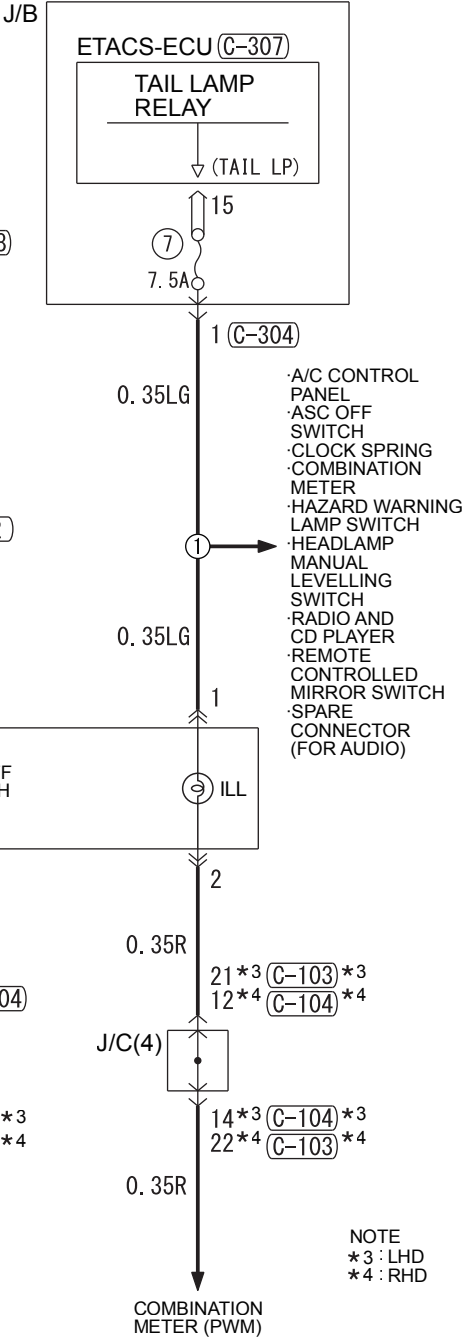 J/B
ETACS-ECU (C-307)
TAIL LAMP
RELAY
(TAIL LP)
15
7
7.5A
1 (C-304)
0.35LG
·A/C CONTROL
PANEL
·ASC OFF
SWITCH
·CLOCK SPRING
·COMBINATION
METER
·HAZARD WARNING
LAMP SWITCH
·HEADLAMP
MANUAL
LEVELLING
SWITCH
·RADIO AND
CD PLAYER
·REMOTE
CONTROLLED
MIRROR SWITCH
·SPARE
CONNECTOR
(FOR AUDIO)
1
0.35LG
1
F
H
ILL
2
0.35R
21*3 (C-103)*3
12*4 (C-104)*4
04)
J/C(4)
*3
*4
14*3 (C-104)*3
22*4 (C-103)*4
0.35R
NOTE
*3 : LHD
*4 : RHD
COMBINATION
METER (PWM)